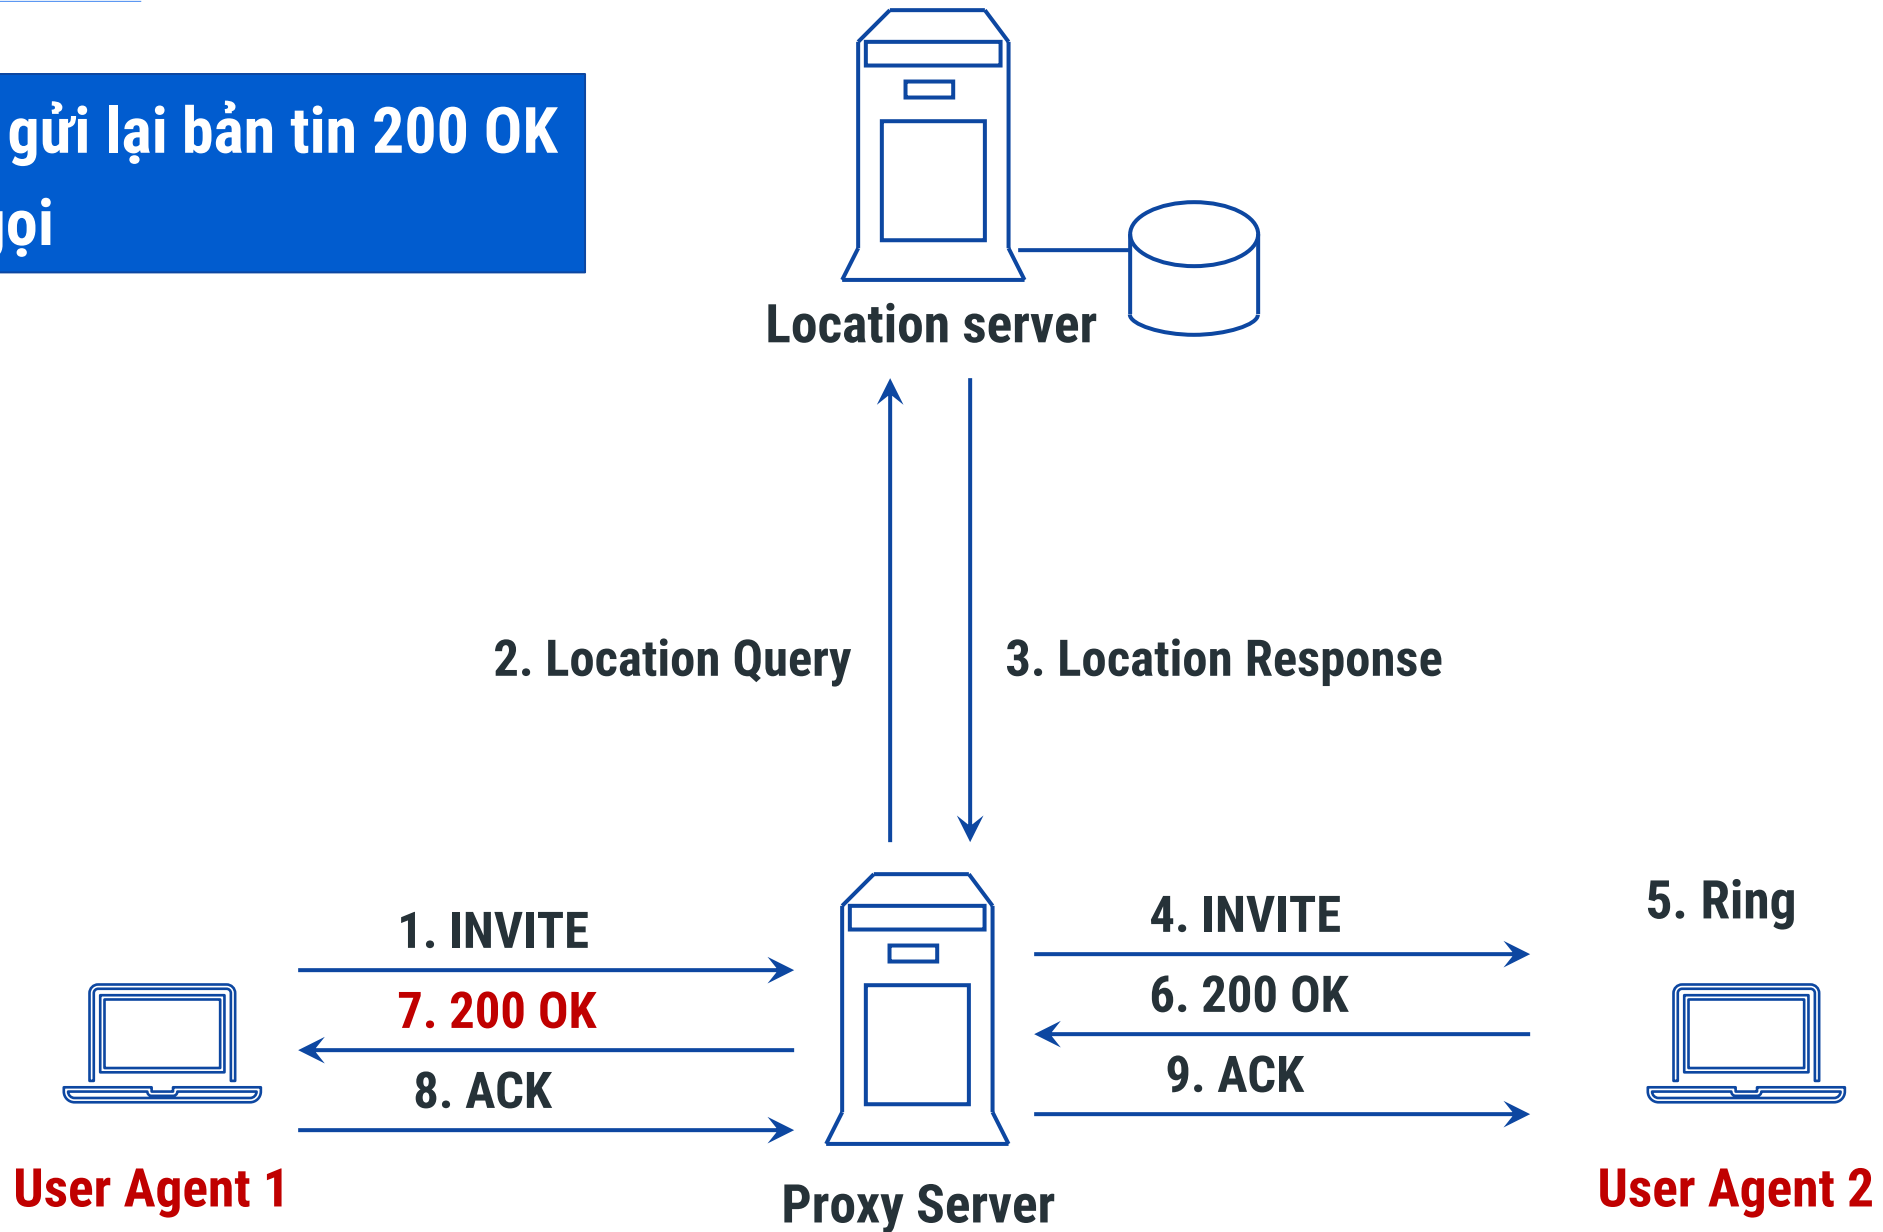 gửi lại bản tin 200 OK
gọi
Location server
2. Location Query
3. Location Response
1. INVITE
7. 200 OK
8. ACK
4. INVITE
6. 200 OK
9. ACK
5. Ring
User Agent 1
Proxy Server
User Agent 2